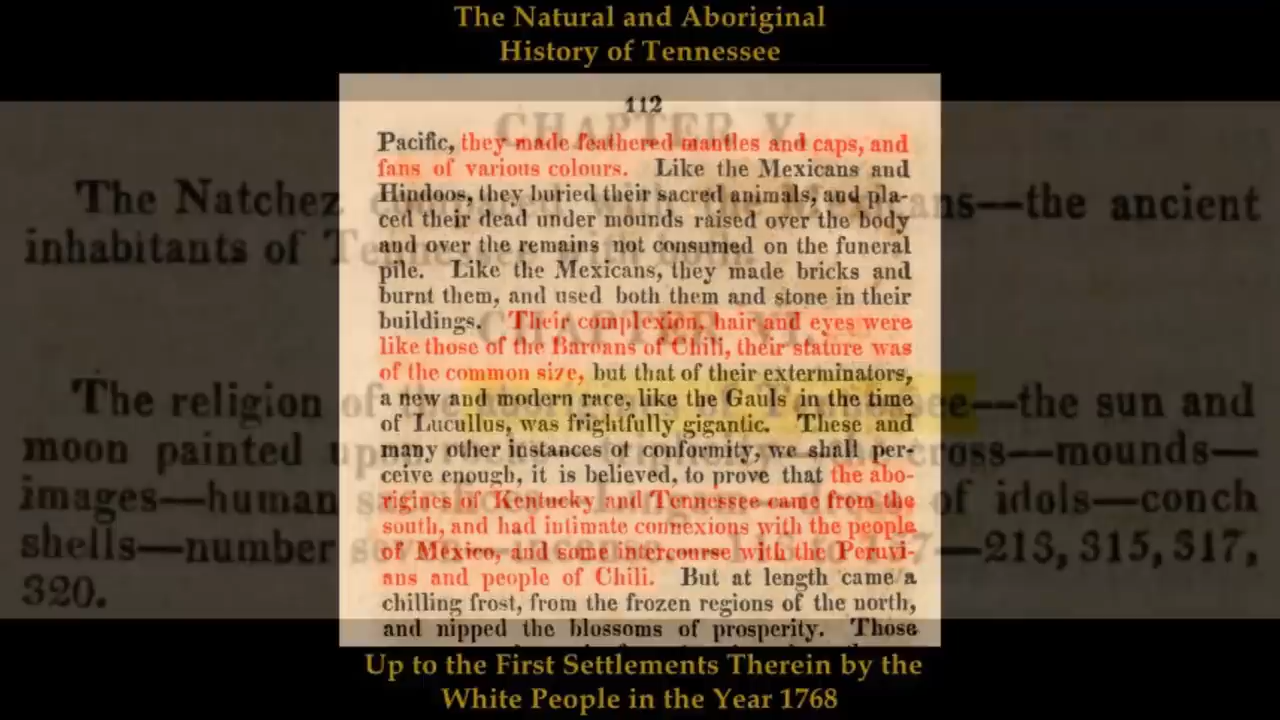 The Natural and Aboriginal
History of Tennessee
112
Pacific, they made feathered mantles and caps, and
fans of various colours. Like the Mexicans and
Hindoos, they buried their sacred animals, and pla-
ced their dead under mounds raised over the body
and over the remains not consumed on the funeral
pile. Like the Mexicans, they made bricks and
burnt them, and used both them and stone in their
buildings. Their complexion, hair and eyes were
like those of the Baroans of Chili, their stature was
of the common size, but that of their exterminators,
a new and modern race, like the Gauls in the time
of Lucullus, was frightfully gigantic. These and
many other instances of conformity, we shall per-
ceive enough, it is believed, to prove that the abo-
rigines of Kentucky and Tennessee came from the
south, and had intimate connexions with the people
of Mexico, and some intercourse with the Peruvi-
ans and people of Chili. But at length came a
chilling frost, from the frozen regions of the north,
and nipped the blossoms of prosperity. Those
CHAPTER V.
The Natchez ans—the ancient
inhabitants of Tennessee
CHAPTER VI.
The religion of the aborigines of Tennessee—the sun and
moon painted cross—mounds—
images—human of idols—conch
shells—number 213, 315, 317,
320.
Up to the First Settlements Therein by the
White People in the Year 1768